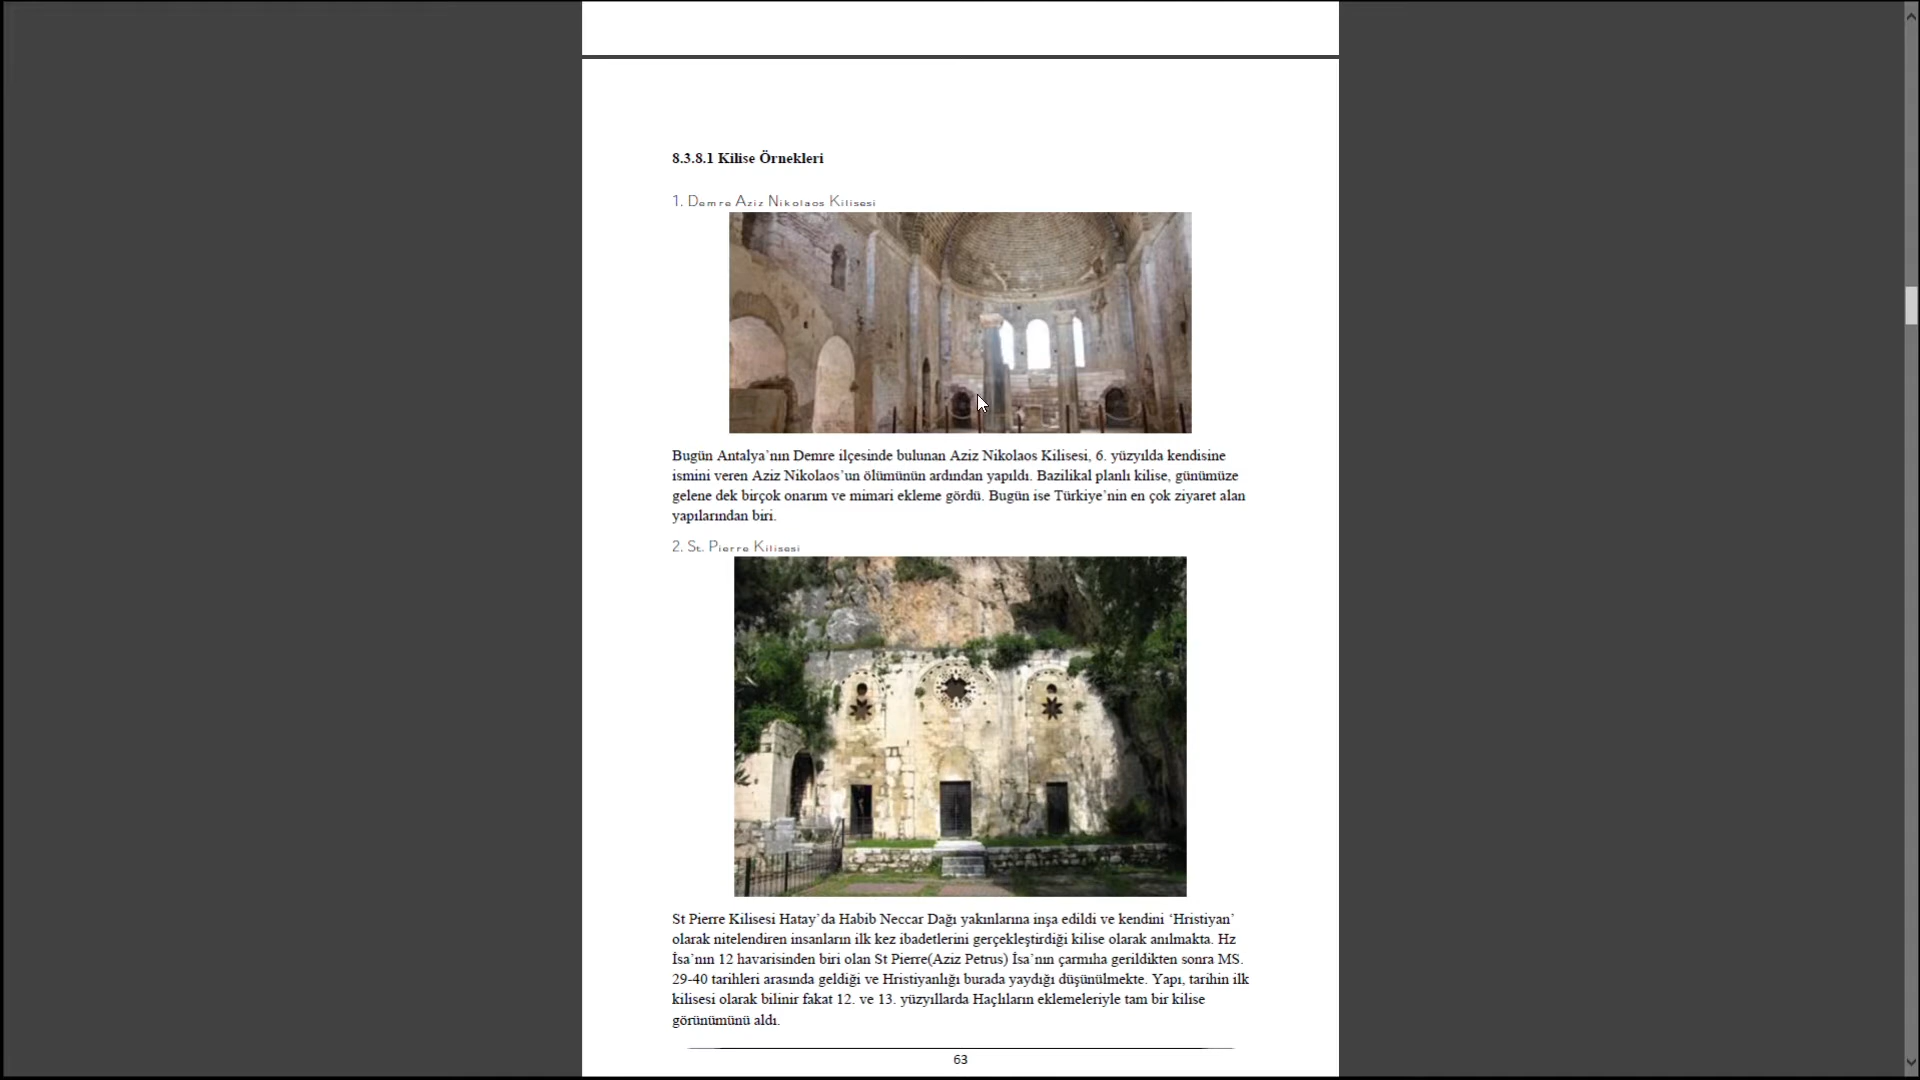 8.3.8.1 Kilise Örnekleri
1. Demre Aziz Nikolaos Kilisesi
Bugün Antalya’nın Demre ilçesinde bulunan Aziz Nikolaos Kilisesi, 6. yüzyılda kendisine
ismini veren Aziz Nikolaos’un ölümünün ardından yapıldı. Bazilikal planlı kilise, günümüze
gelene dek birçok onarım ve mimari ekleme gördü. Bugün ise Türkiye’nin en çok ziyaret alan
yapılarından biri.
2. St. Pierre Kilisesi
St Pierre Kilisesi Hatay’da Habib Neccar Dağı yakınlarına inşa edildi ve kendini ‘Hristiyan’
olarak nitelendiren insanların ilk kez ibadetlerini gerçekleştirdiği kilise olarak anılmakta. Hz
İsa’nın 12 havarisinden biri olan St Pierre(Aziz Petrus) İsa’nın çarmıha gerildikten sonra MS.
29-40 tarihleri arasında geldiği ve Hristiyanlığı burada yaydığı düşünülmekte. Yapı, tarihin ilk
kilisesi olarak bilinir fakat 12. ve 13. yüzyıllarda Haçlıların eklemeleriyle tam bir kilise
görünümünü aldı.
63